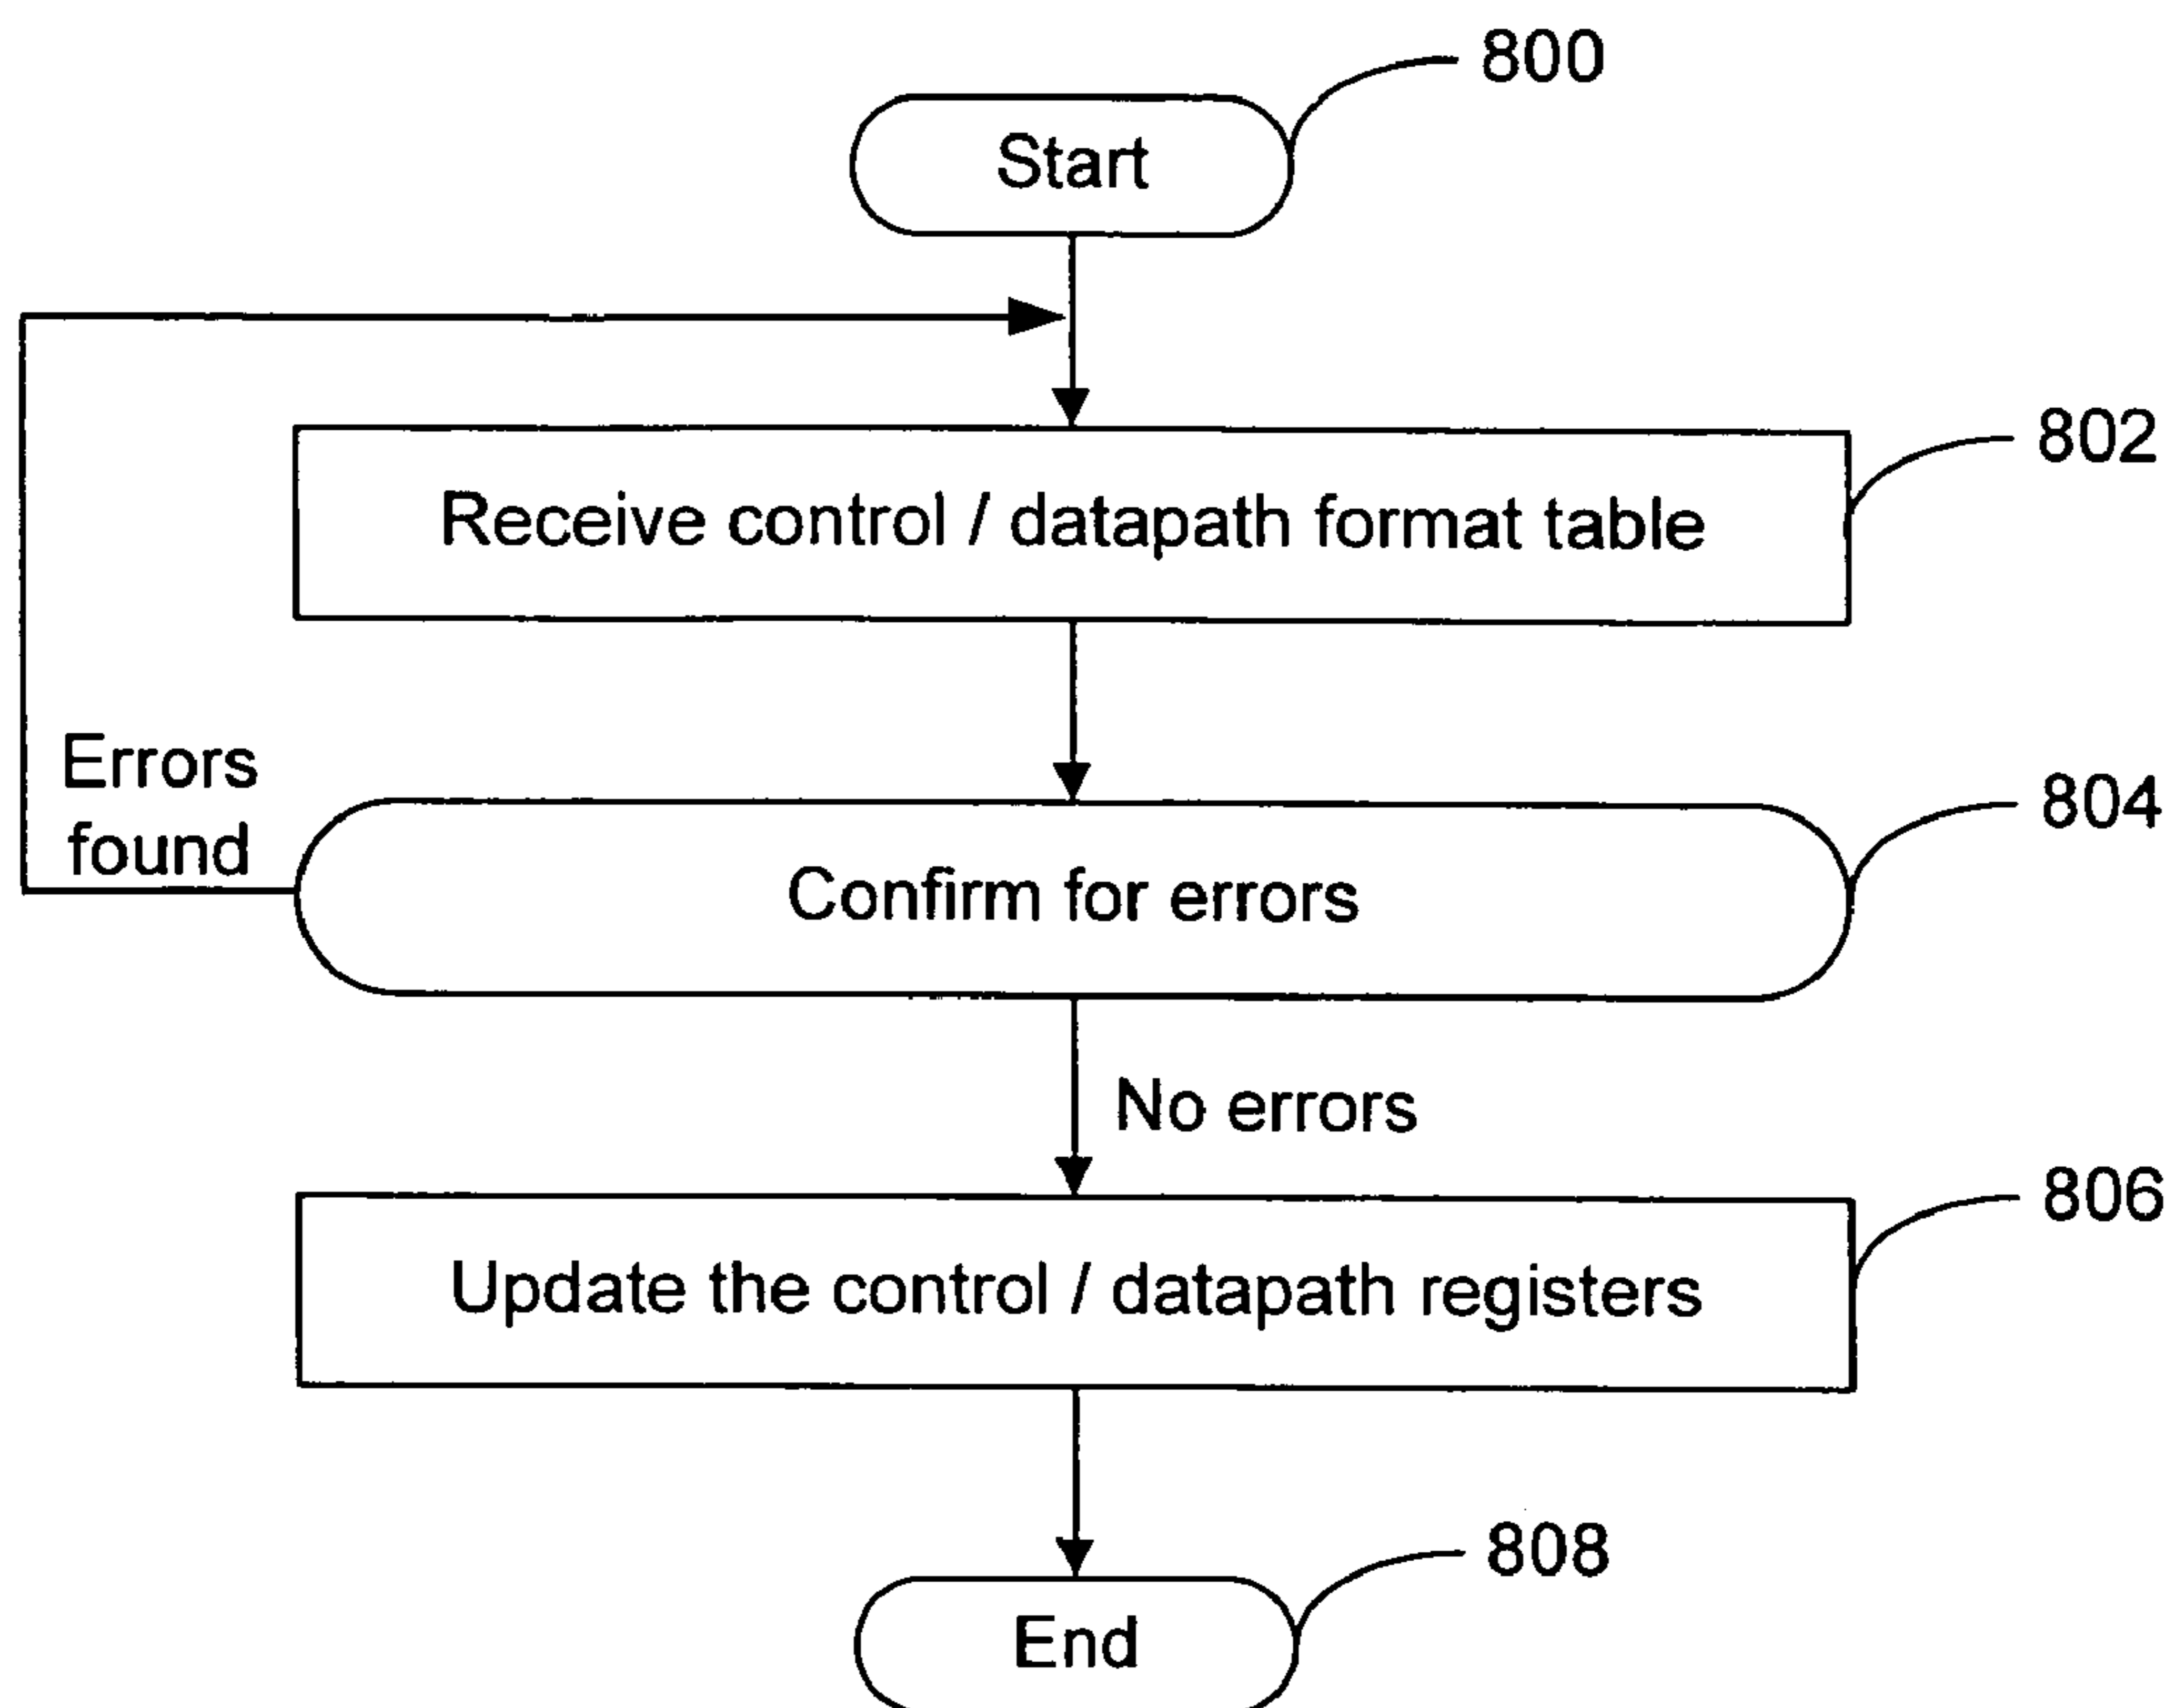 800
Start
802
Receive control / datapath format table
Errors
found
804
Confirm for errors
No errors
806
Update the control / datapath registers
808
End